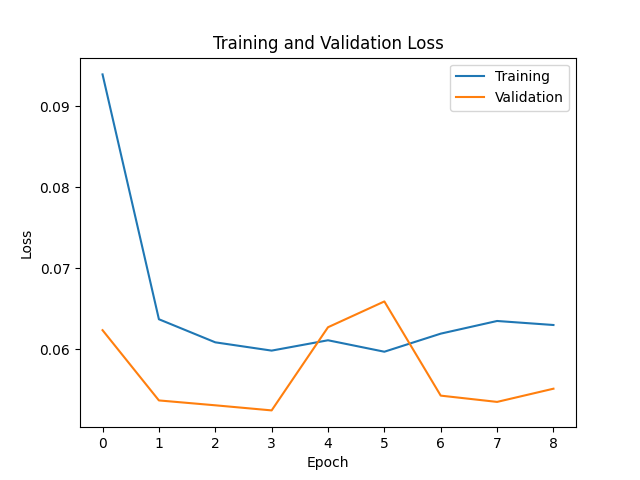 Training and Validation Loss
Training
Validation
0.09
0.08
0.07
0.06
Loss
0 1 2 3 4 5 6 7 8
Epoch